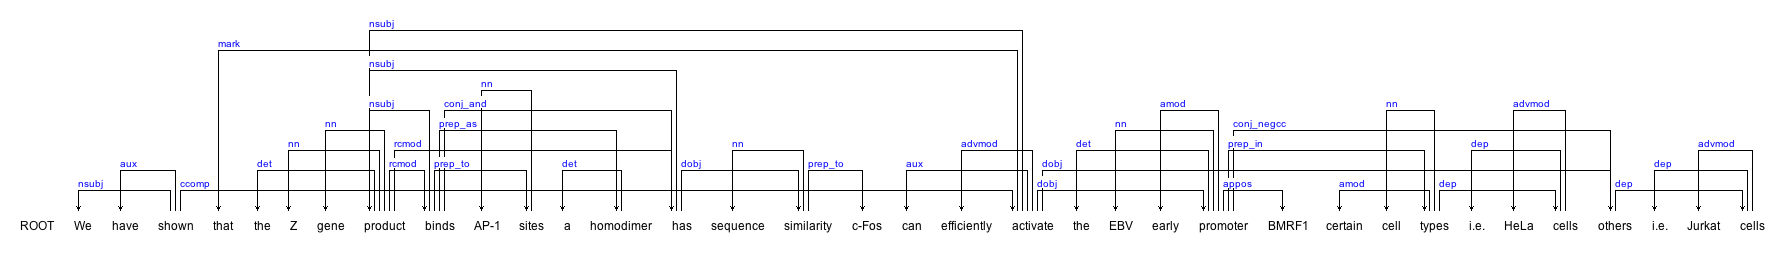 nsubj
mark
nsubj
nn
nsubj conj_and amod nn advmod
nn prep_as nn conj_negcc
nn rcmod nn advmod det prep_in dep advmod
aux det rcmod prep_to det dobj prep_to aux dobj dep
nsubj ccomp dobj appos amod dep dep
ROOT We have shown that the Z gene product binds AP-1 sites a homodimer has sequence similarity c-Fos can efficiently activate the EBV early promoter BMRF1 certain cell types i.e. HeLa cells others i.e. Jurkat cells